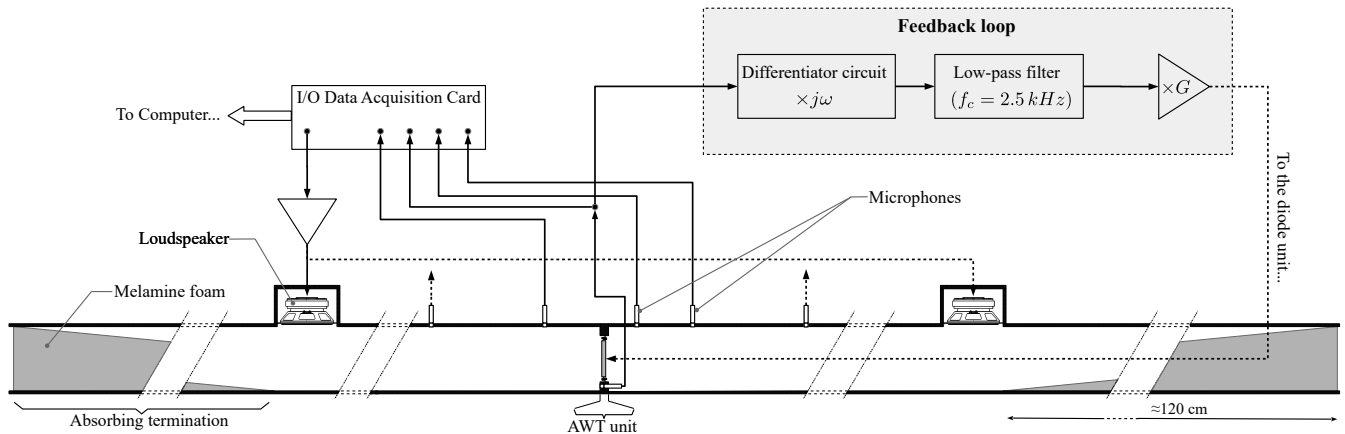 Feedback loop
Differentiator circuit
×jω
Low-pass filter
(f_c = 2.5 kHz)
×G
I/O Data Acquisition Card
To Computer...
To the diode unit...
Microphones
Loudspeaker
Melamine foam
Absorbing termination
AWT unit
≈120 cm